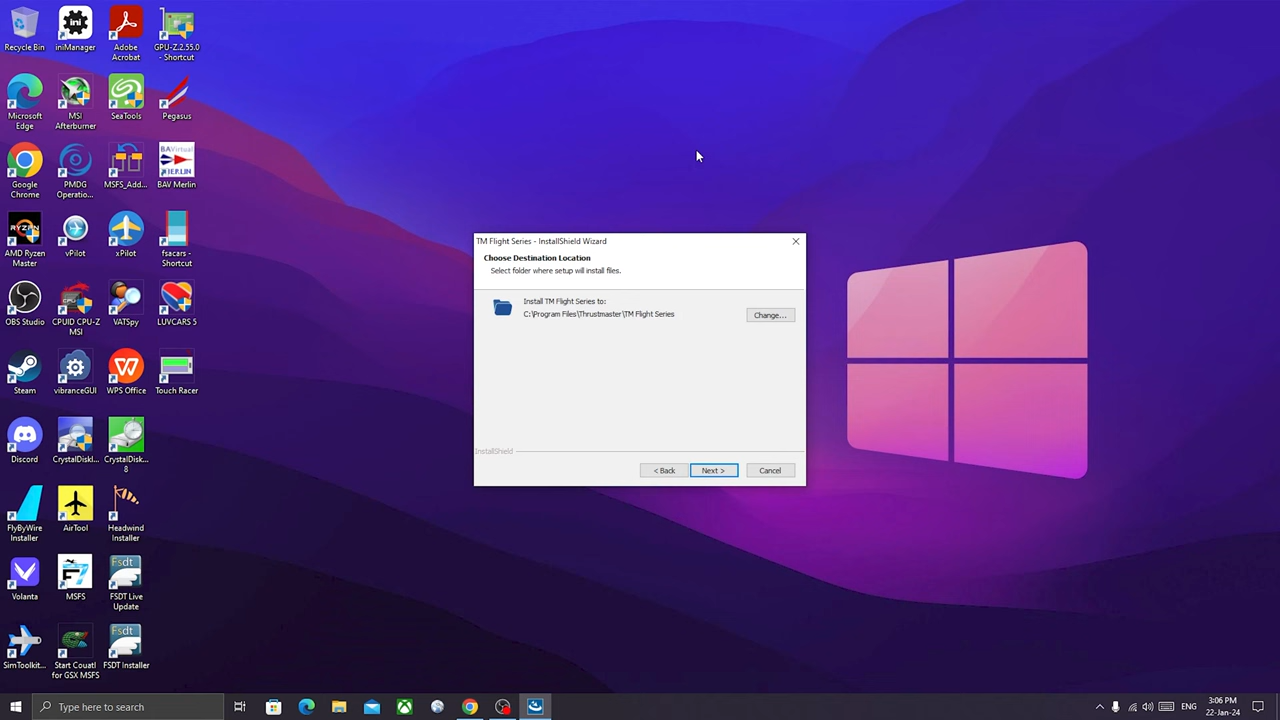 Recycle Bin
iniManager
Adobe
Acrobat
GPU-Z.2.55.0
- Shortcut
Microsoft
Edge
MSI
Afterburner
SeaTools
Pegasus
Google
Chrome
PMDG
Operatio...
MSFS_Add...
BAVirtual
MERLIN
BAV Merlin
RYZEN
AMD Ryzen
Master
vPilot
xPilot
fsacars -
Shortcut
OBS Studio
CPUID CPU-Z
MSI
VATSpy
LUVCARS 5
Steam
vibranceGUI
WPS Office
Touch Racer
Discord
CrystalDiskI...
CrystalDisk...
8
FlyByWire
Installer
AirTool
Headwind
Installer
Volanta
MSFS
FSDT Live
Update
SimToolkit...
Start Couatl
for GSX MSFS
FSDT Installer
TM Flight Series - InstallShield Wizard
Choose Destination Location
Select folder where setup will install files.
Install TM Flight Series to:
C:\Program Files\Thrustmaster\TM Flight Series
Change...
InstallShield
< Back
Next >
Cancel
Type here to search
ENG
3:06 PM
22-Jan-24